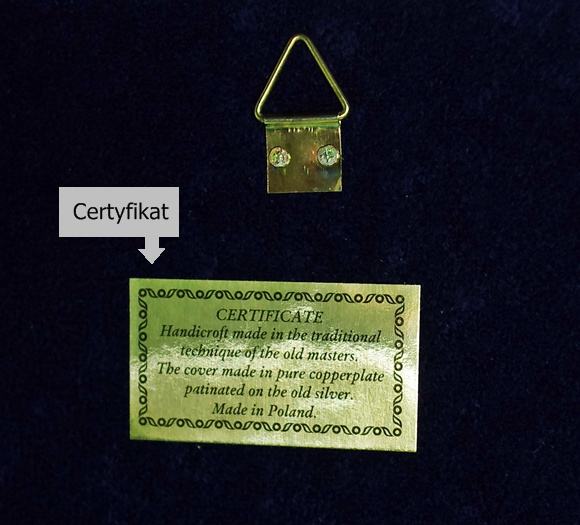 Certyfikat
CERTIFICATE
Handicroft made in the traditional
technique of the old masters.
The cover made in pure copperplate
patinated on the old silver.
Made in Poland.